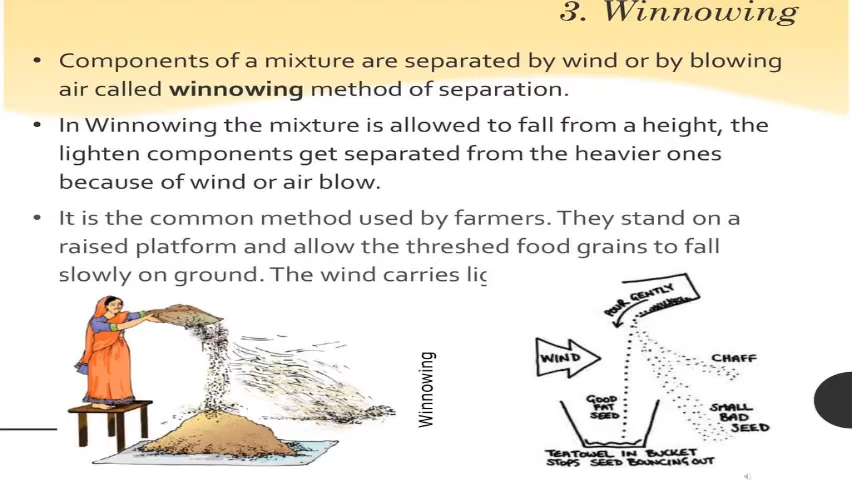 3. Winnowing
• Components of a mixture are separated by wind or by blowing
air called winnowing method of separation.
• In Winnowing the mixture is allowed to fall from a height, the
lighten components get separated from the heavier ones
because of wind or air blow.
• It is the common method used by farmers. They stand on a
raised platform and allow the threshed food grains to fall
slowly on ground. The wind carries
POUR GENTLY
WIND
CHAFF
Winnowing
GOOD
FAT
SEED
SMALL
BAD
SEED
TEATOWEL IN BUCKET
STOPS SEED BOUNCING OUT